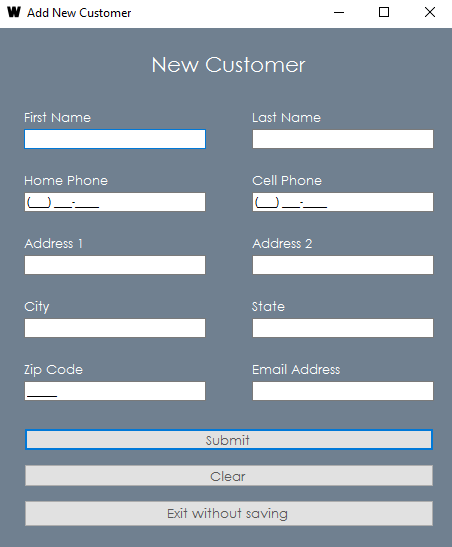 W Add New Customer
New Customer
First Name Last Name
Home Phone Cell Phone
(___) ___-____ (___) ___-____
Address 1 Address 2
City State
Zip Code Email Address
_____
Submit
Clear
Exit without saving